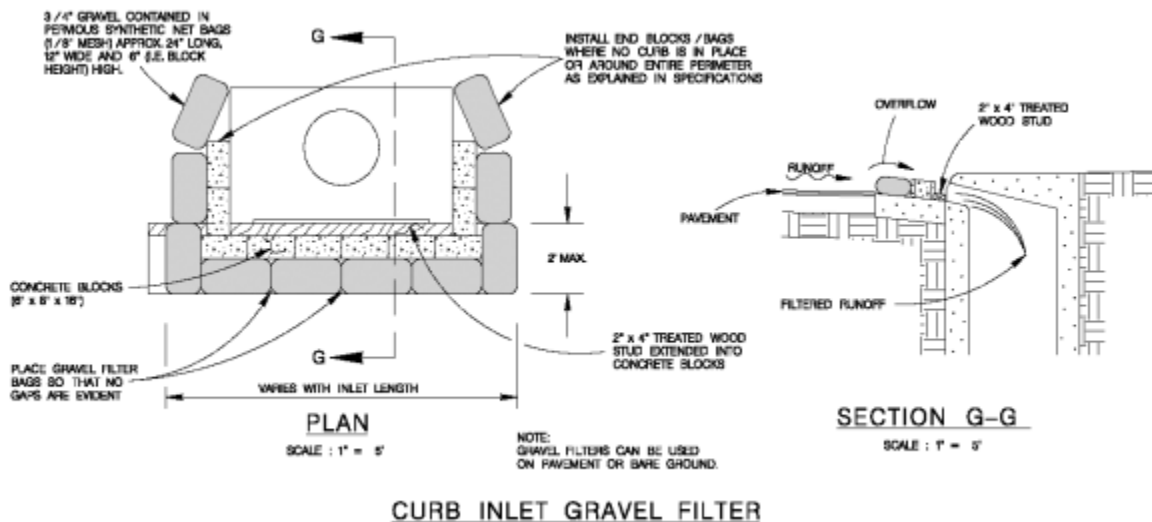 3/4" GRAVEL CONTAINED IN
PERVIOUS SYNTHETIC NET BAGS
(1/8" MESH) APPROX. 24" LONG,
12" WIDE AND 6" (I.E. BLOCK
HEIGHT) HIGH.
G
INSTALL END BLOCKS / BAGS
WHERE NO CURB IS IN PLACE
OR AROUND ENTIRE PERIMETER
AS EXPLAINED IN SPECIFICATIONS
2' MAX.
CONCRETE BLOCKS
(6" x 8" x 16")
PLACE GRAVEL FILTER
BAGS SO THAT NO
GAPS ARE EVIDENT
G
2" x 4" TREATED WOOD
STUD EXTENDED INTO
CONCRETE BLOCKS
VARIES WITH INLET LENGTH
PLAN
SCALE : 1" = 5'
NOTE:
GRAVEL FILTERS CAN BE USED
ON PAVEMENT OR BARE GROUND.
OVERFLOW
2" x 4" TREATED
WOOD STUD
RUNOFF
PAVEMENT
FILTERED RUNOFF
SECTION G-G
SCALE : 1" = 5'
CURB INLET GRAVEL FILTER